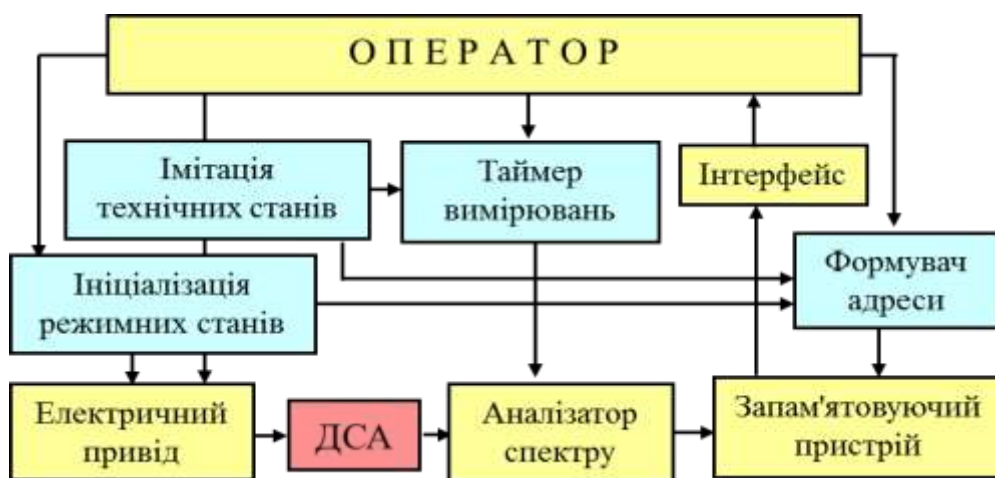 О П Е Р А Т О Р
Імітація
технічних станів
Таймер
вимірювань
Інтерфейс
Ініціалізація
режимних станів
Формувач
адреси
Електричний
привід
ДСА
Аналізатор
спектру
Запам'ятовуючий
пристрій